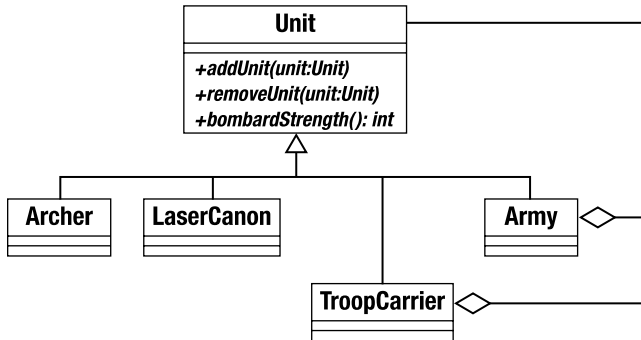 Unit
+addUnit(unit:Unit)
+removeUnit(unit:Unit)
+bombardStrength(): int
Archer
LaserCanon
Army
TroopCarrier